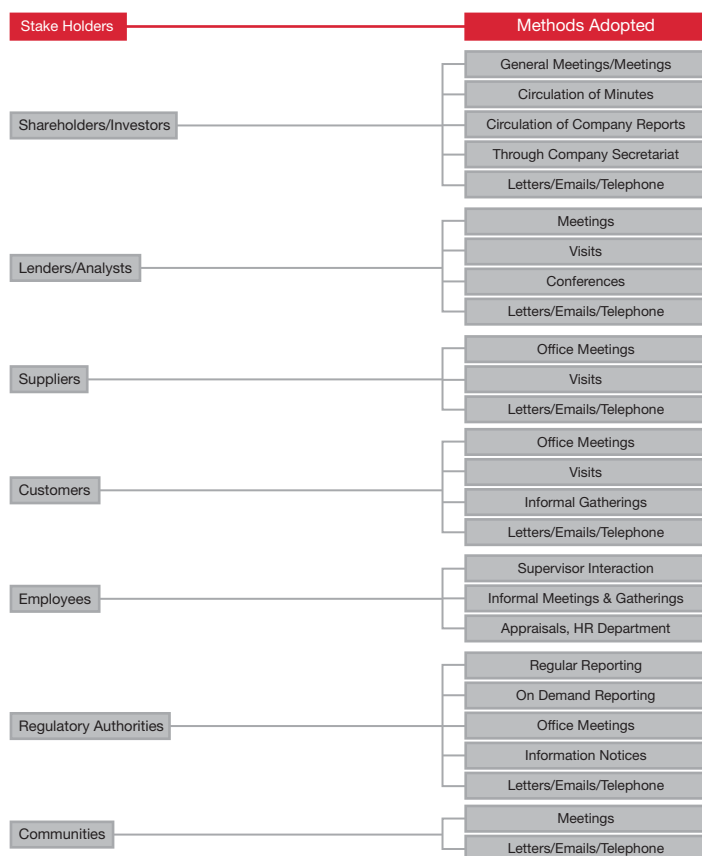 Stake Holders
Methods Adopted
Shareholders/Investors
General Meetings/Meetings
Circulation of Minutes
Circulation of Company Reports
Through Company Secretariat
Letters/Emails/Telephone
Lenders/Analysts
Meetings
Visits
Conferences
Letters/Emails/Telephone
Suppliers
Office Meetings
Visits
Letters/Emails/Telephone
Customers
Office Meetings
Visits
Informal Gatherings
Letters/Emails/Telephone
Employees
Supervisor Interaction
Informal Meetings & Gatherings
Appraisals, HR Department
Regulatory Authorities
Regular Reporting
On Demand Reporting
Office Meetings
Information Notices
Letters/Emails/Telephone
Communities
Meetings
Letters/Emails/Telephone